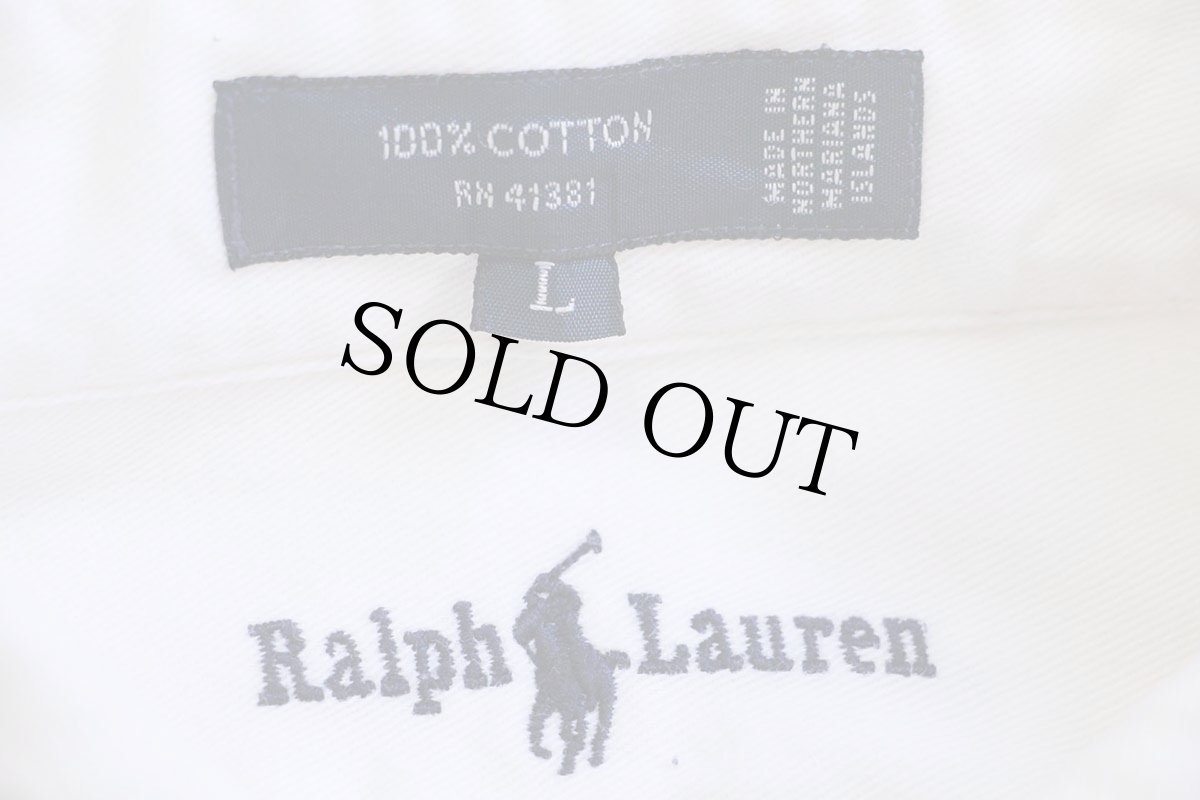 100% COTTON
RN 41381
MADE IN
NORTHERN
MARIANA
ISLANDS
L
SOLD OUT
Ralph Lauren